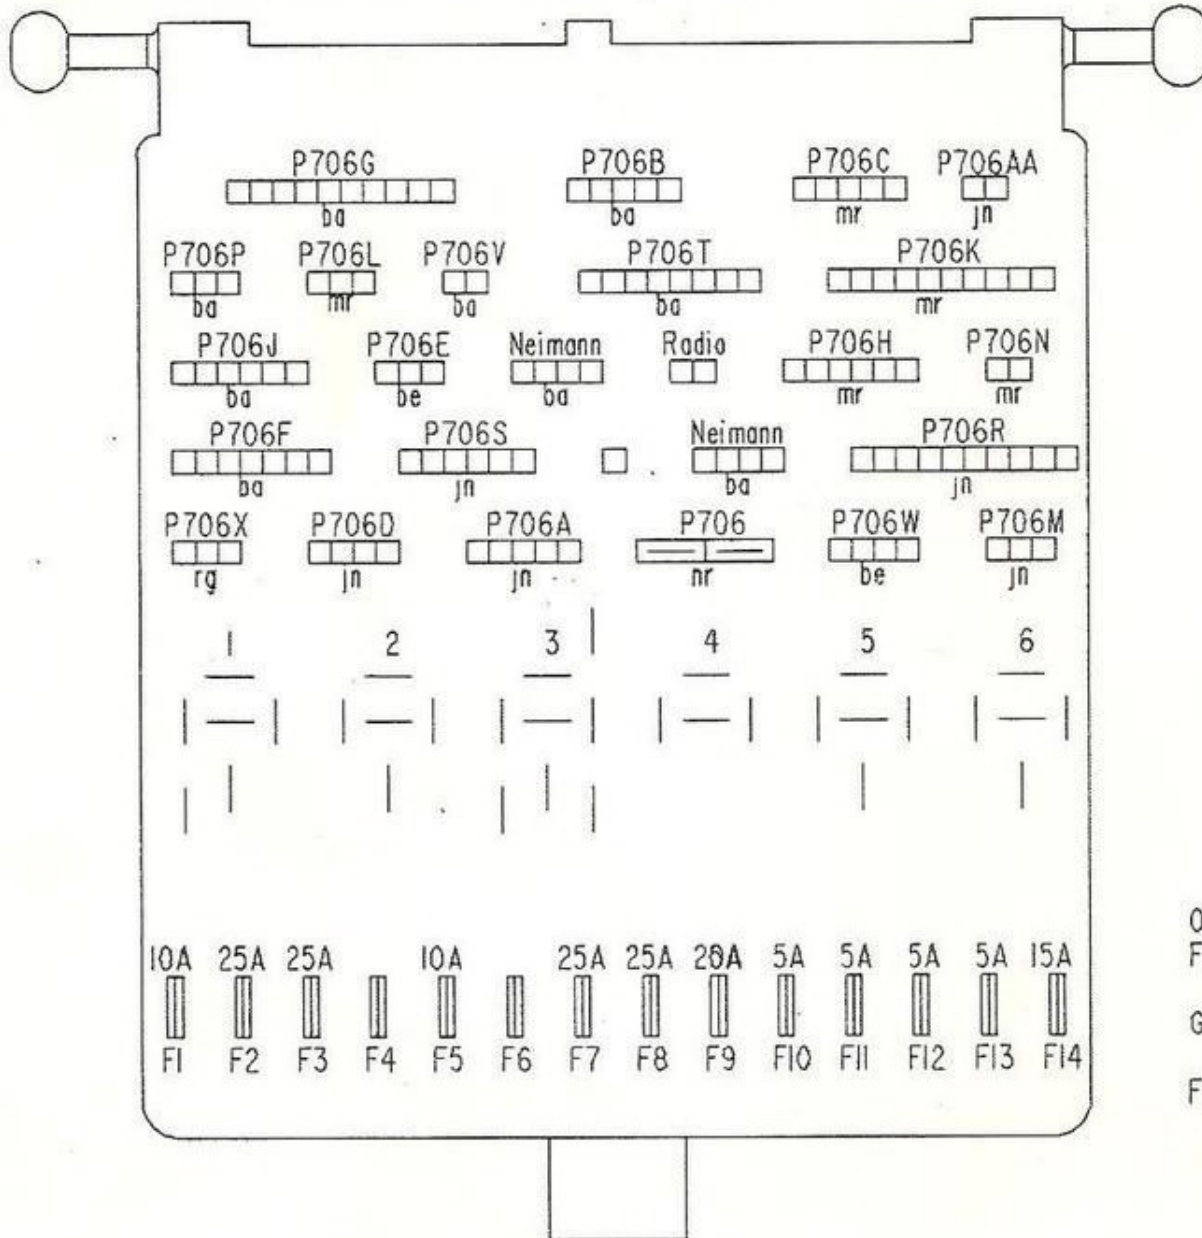 P706G P706B P706C P706AA
ba ba mr jn
P706P P706L P706V P706T P706K
ba mr ba ba mr
P706J P706E Neimann Radio P706H P706N
ba be ba mr mr
P706F P706S Neimann P706R
ba jn ba jn
P706X P706D P706A P706 P706W P706M
rg jn jn nr be jn
1 2 3 4 5 6
10A 25A 25A 10A 25A 25A 20A 5A 5A 5A 5A 15A
F1 F2 F3 F4 F5 F6 F7 F8 F9 F10 F11 F12 F13 F14
O
F
G
F